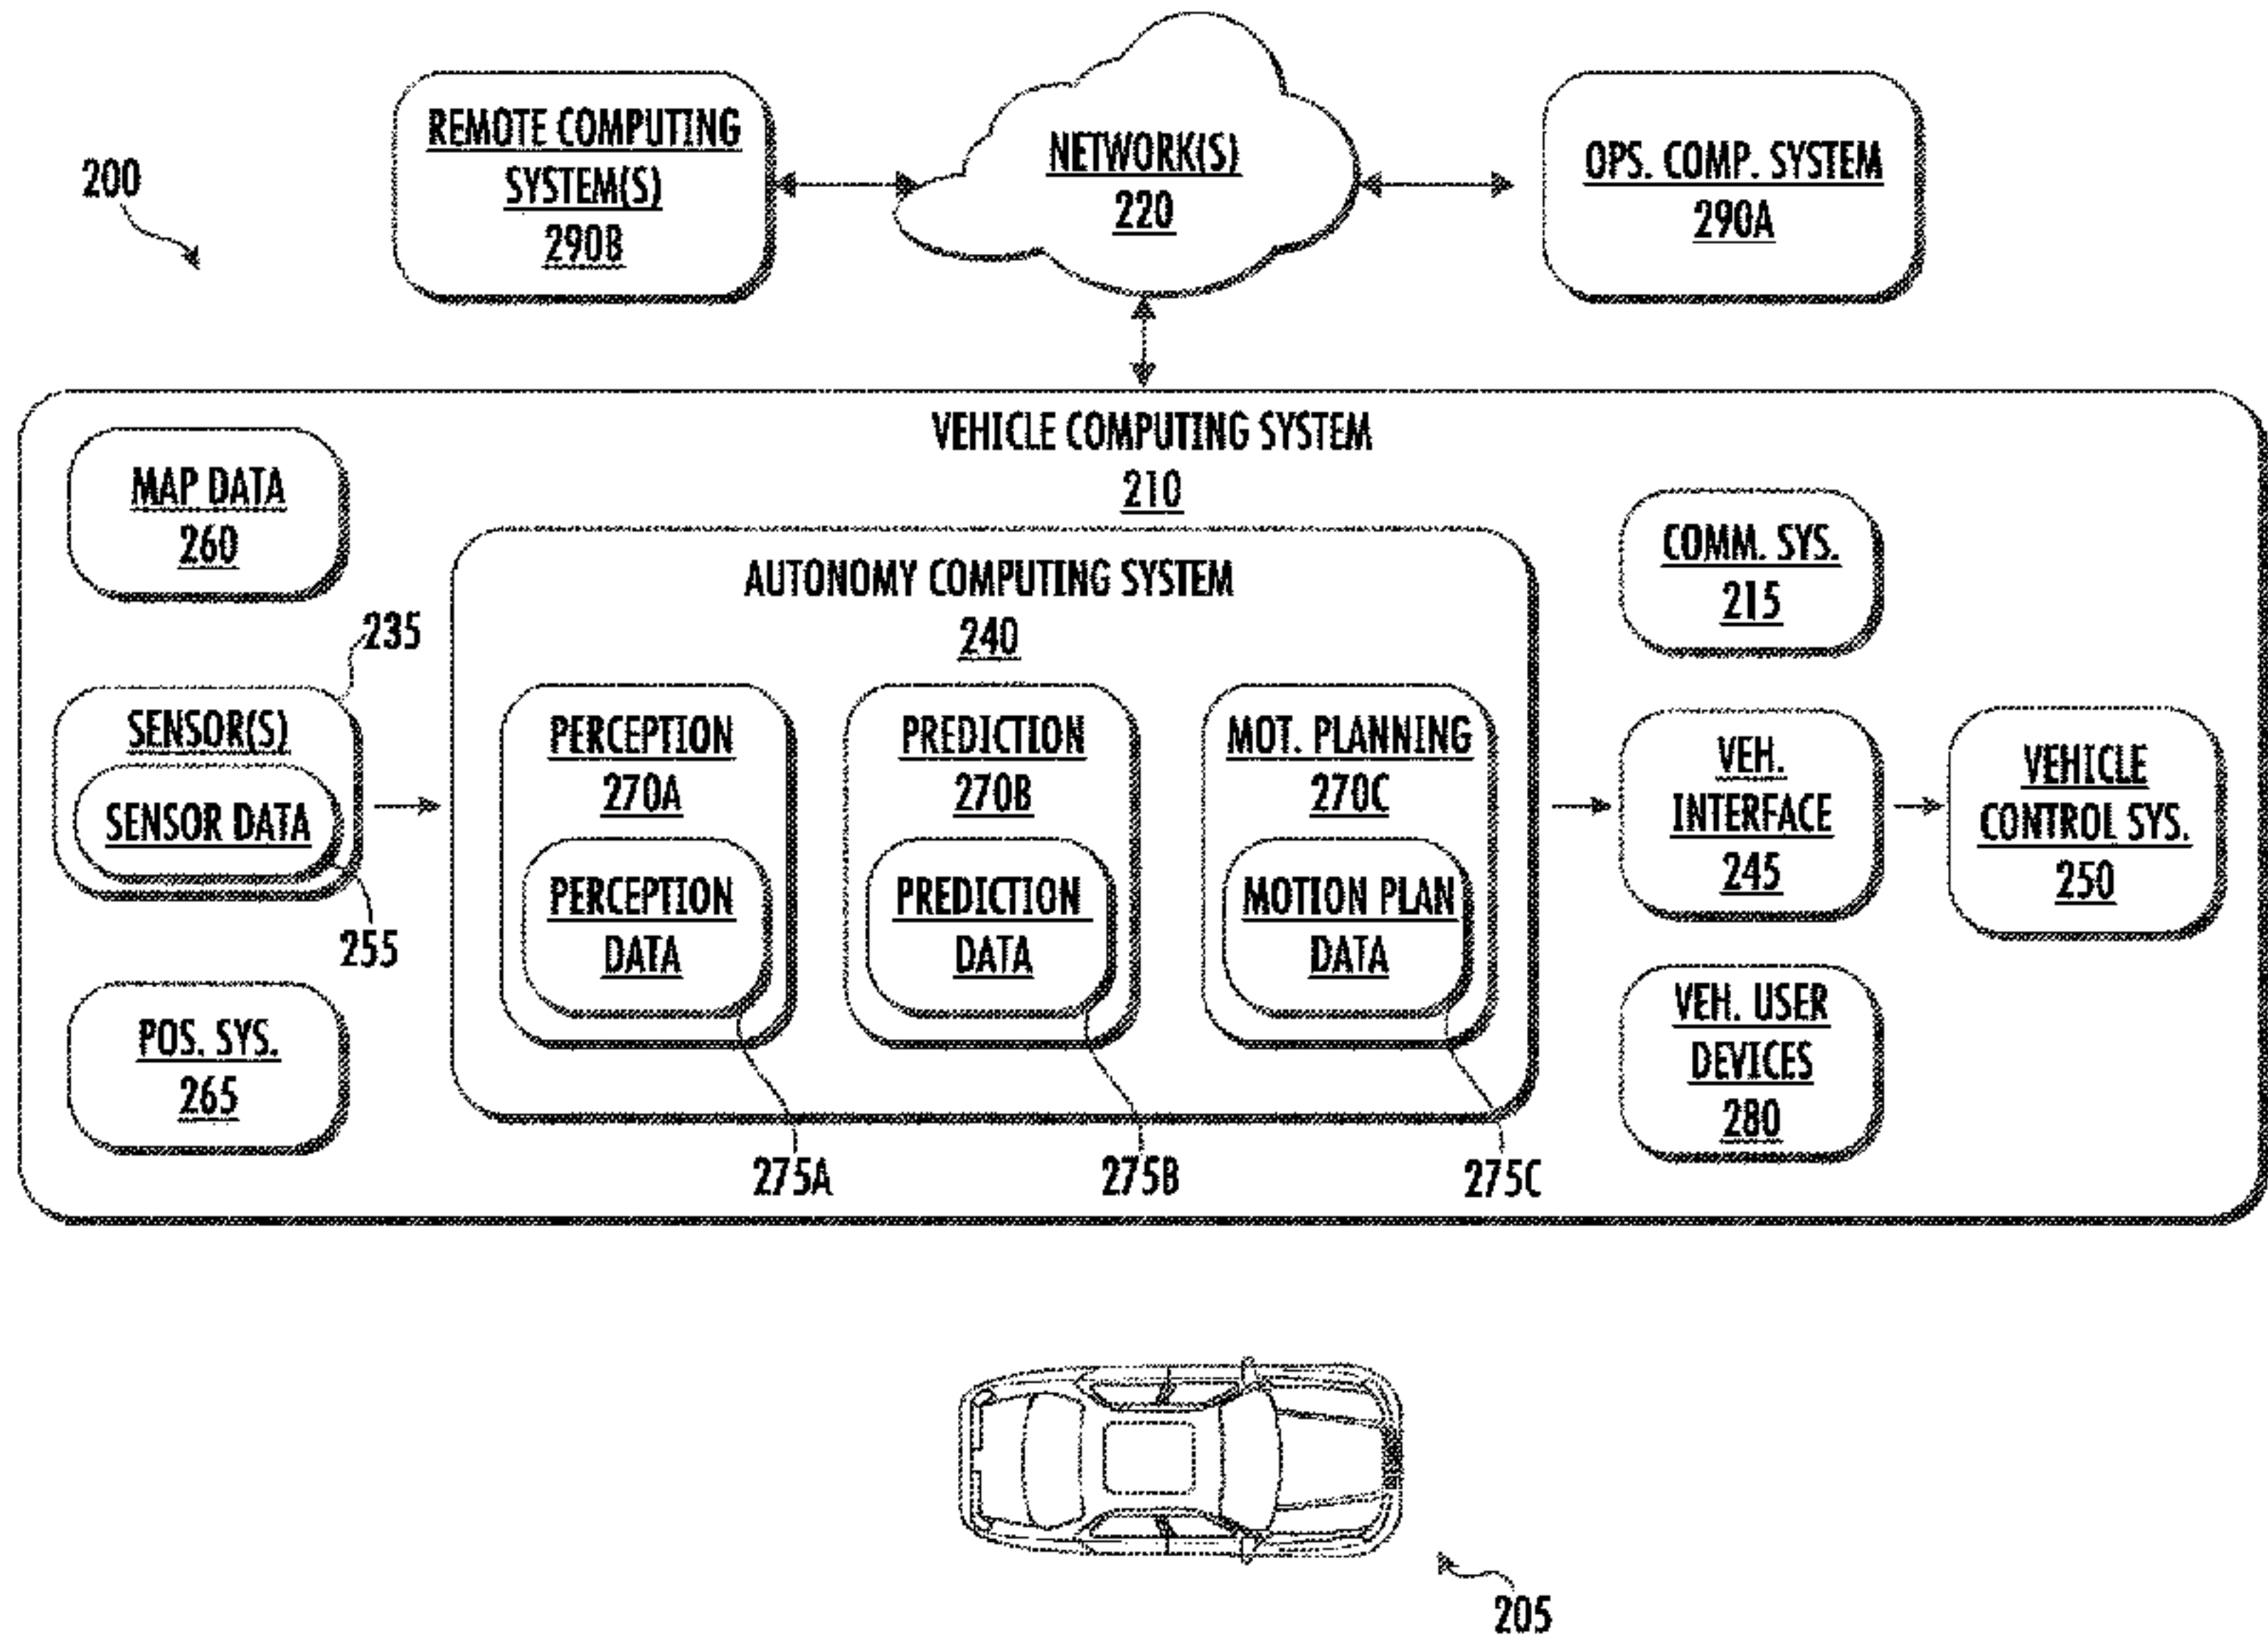 200
REMOTE COMPUTING
SYSTEM(S)
290B
NETWORK(S)
220
OPS. COMP. SYSTEM
290A
VEHICLE COMPUTING SYSTEM
210
MAP DATA
260
235
SENSOR(S)
SENSOR DATA
255
POS. SYS.
265
AUTONOMY COMPUTING SYSTEM
240
PERCEPTION
270A
PERCEPTION
DATA
275A
PREDICTION
270B
PREDICTION
DATA
275B
MOT. PLANNING
270C
MOTION PLAN
DATA
275C
COMM. SYS.
215
VEH.
INTERFACE
245
VEHICLE
CONTROL SYS.
250
VEH. USER
DEVICES
280
205